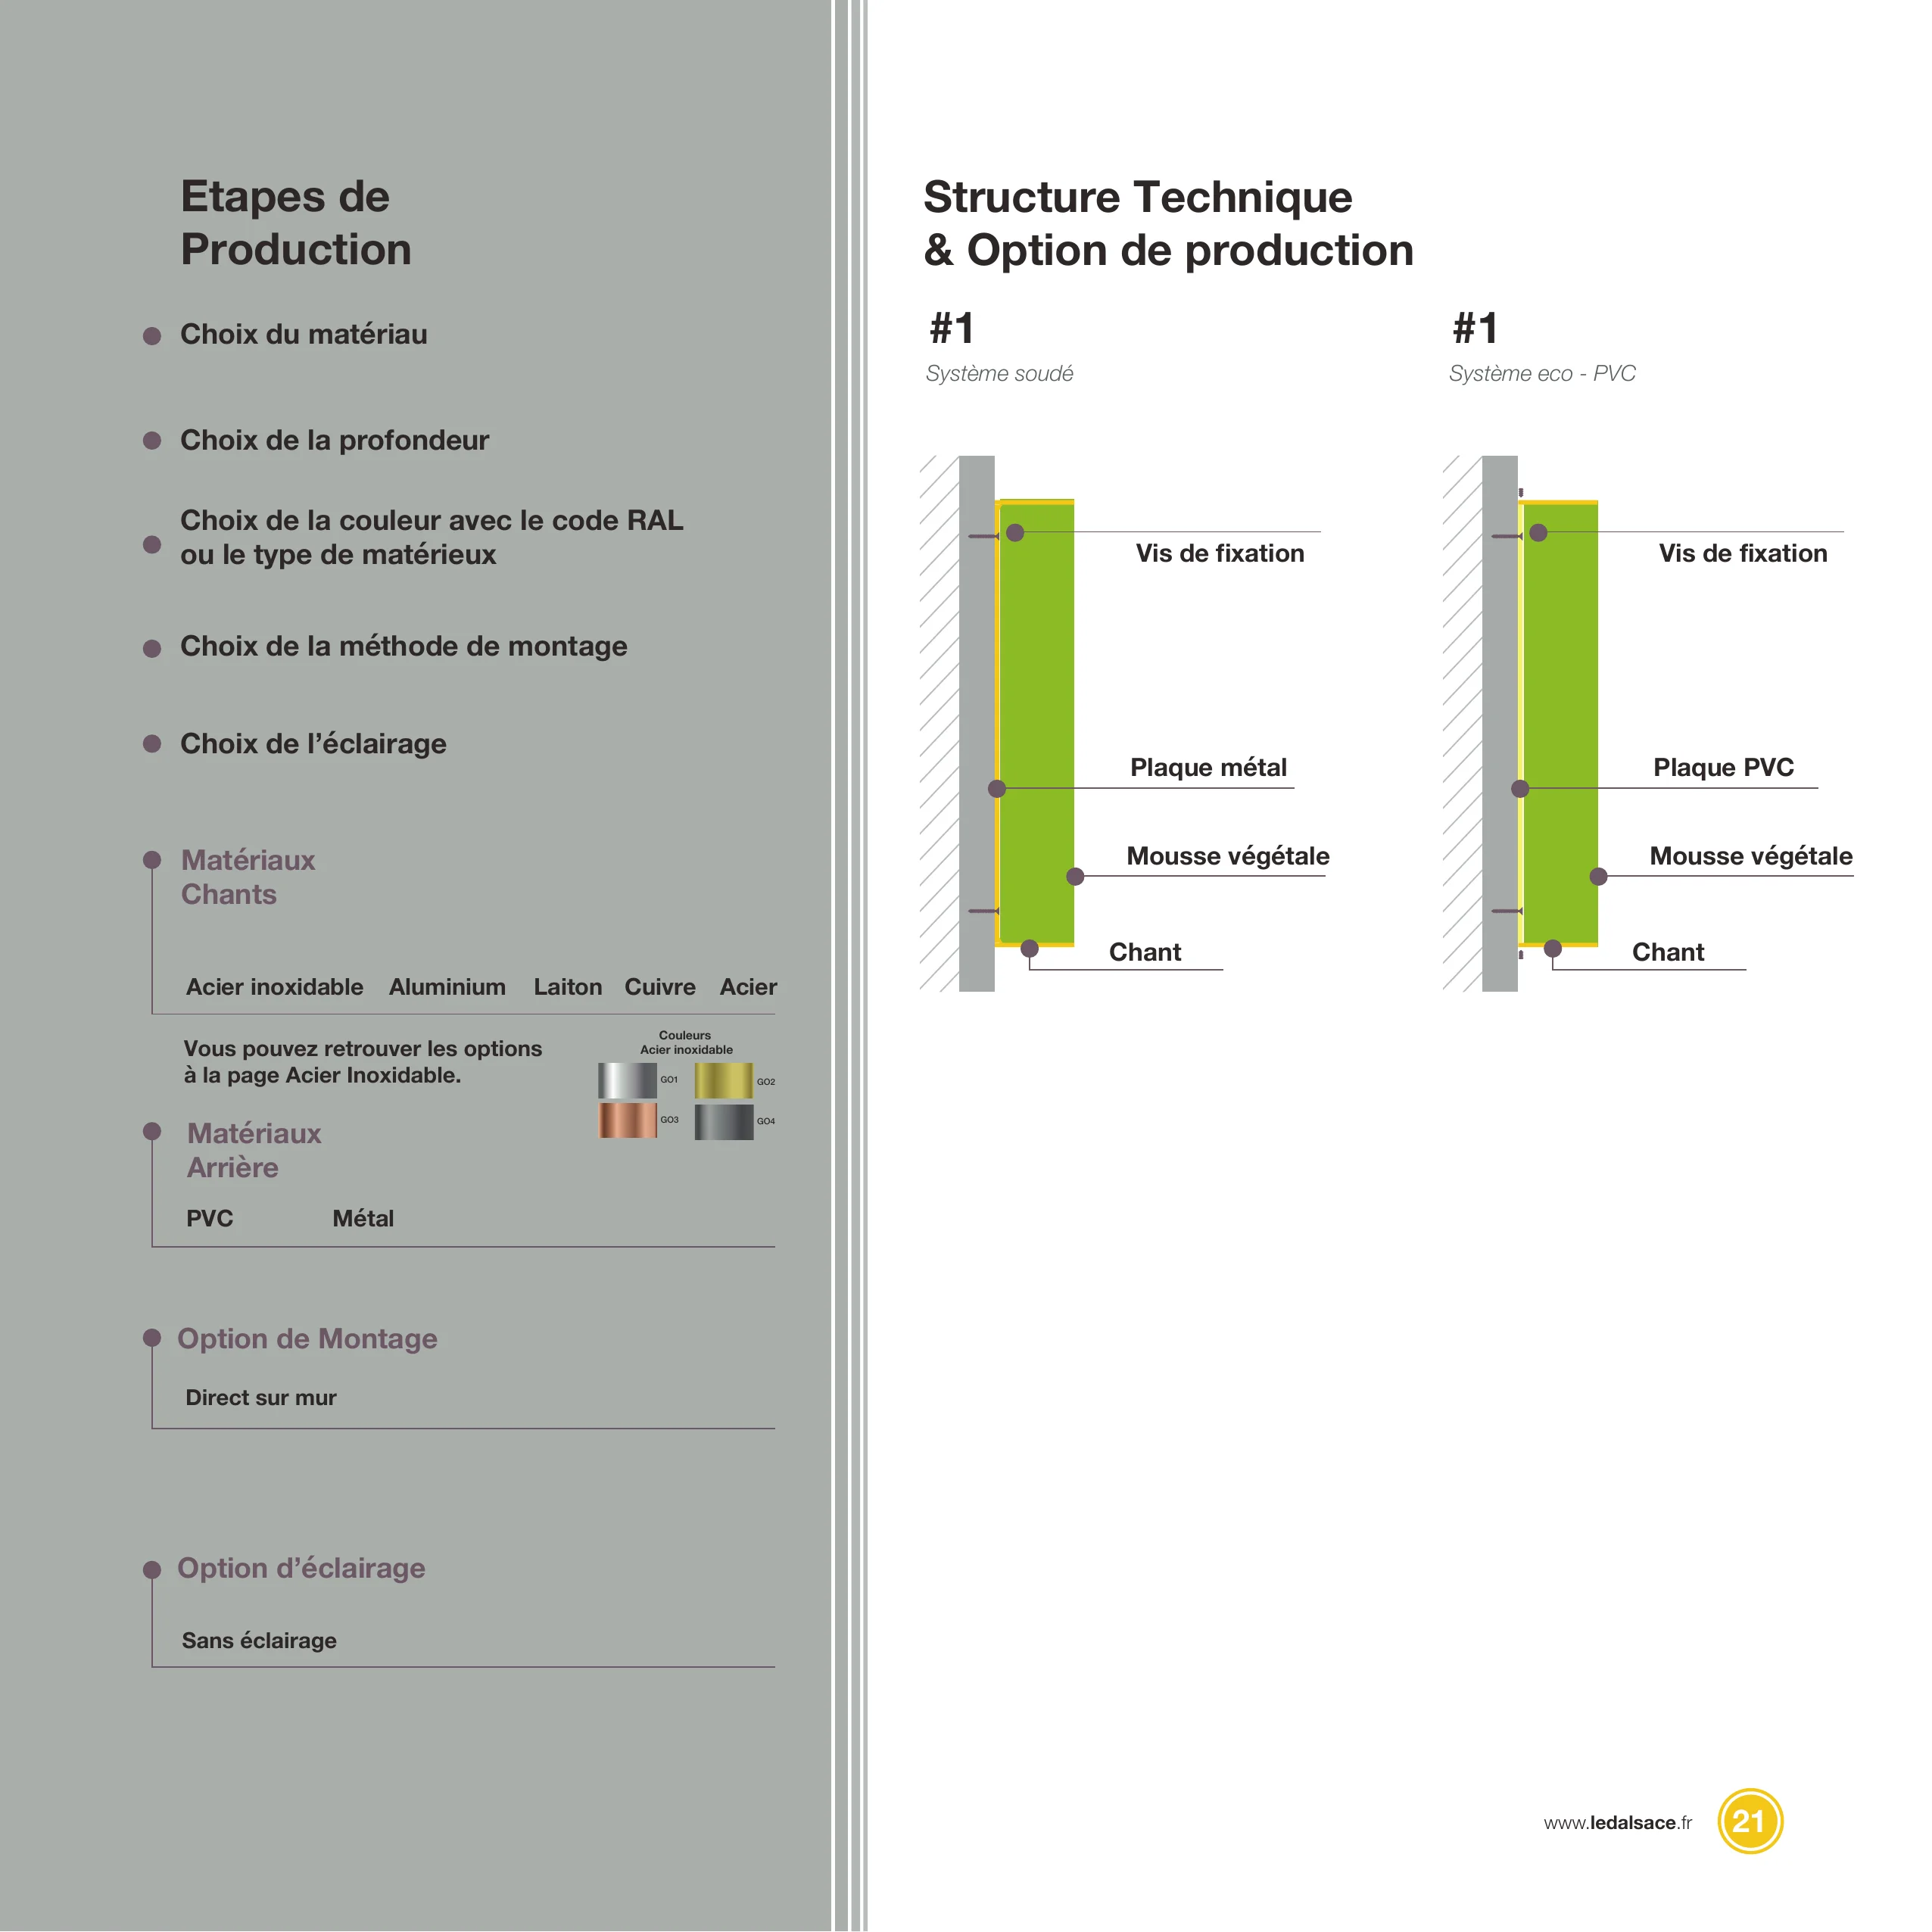 Etapes de
Production
Choix du matériau
Choix de la profondeur
Choix de la couleur avec le code RAL
ou le type de matérieux
Choix de la méthode de montage
Choix de l’éclairage
Matériaux
Chants
Acier inoxidable Aluminium Laiton Cuivre Acier
Vous pouvez retrouver les options
à la page Acier Inoxidable.
Couleurs
Acier inoxidable
GO1 GO2
GO3 GO4
Matériaux
Arrière
PVC Métal
Option de Montage
Direct sur mur
Option d’éclairage
Sans éclairage
Structure Technique
& Option de production
#1
Système soudé
Vis de fixation
Plaque métal
Mousse végétale
Chant
#1
Système eco - PVC
Vis de fixation
Plaque PVC
Mousse végétale
Chant
www.ledalsace.fr 21